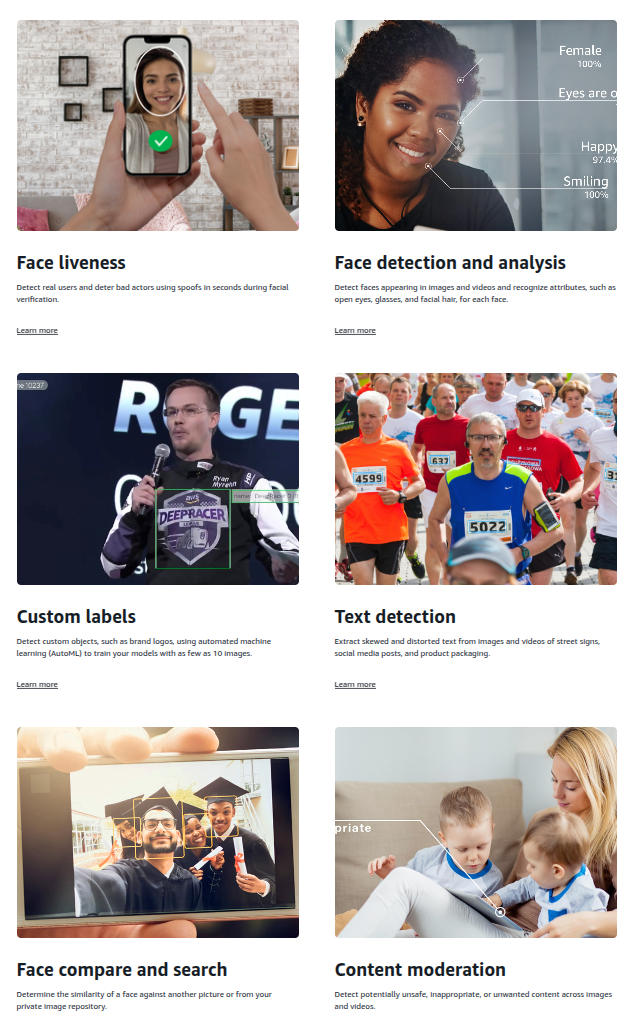 Female
100%
Eyes are o
Happy
97.4%
Smiling
100%
Face liveness
Detect real users and deter bad actors using spoofs in seconds during facial
verification.
Learn more
Face detection and analysis
Detect faces appearing in images and videos and recognize attributes, such as
open eyes, glasses, and facial hair, for each face.
Learn more
ne 10237
ROGE
Ryan
Myrehn
aws
DEEPRACER
LEAGUE
4599
637
5022
Custom labels
Detect custom objects, such as brand logos, using automated machine
learning (AutoML) to train your models with as few as 10 images.
Learn more
Text detection
Extract skewed and distorted text from images and videos of street signs,
social media posts, and product packaging.
Learn more
priate
Face compare and search
Determine the similarity of a face against another picture or from your
private image repository.
Content moderation
Detect potentially unsafe, inappropriate, or unwanted content across images
and videos.